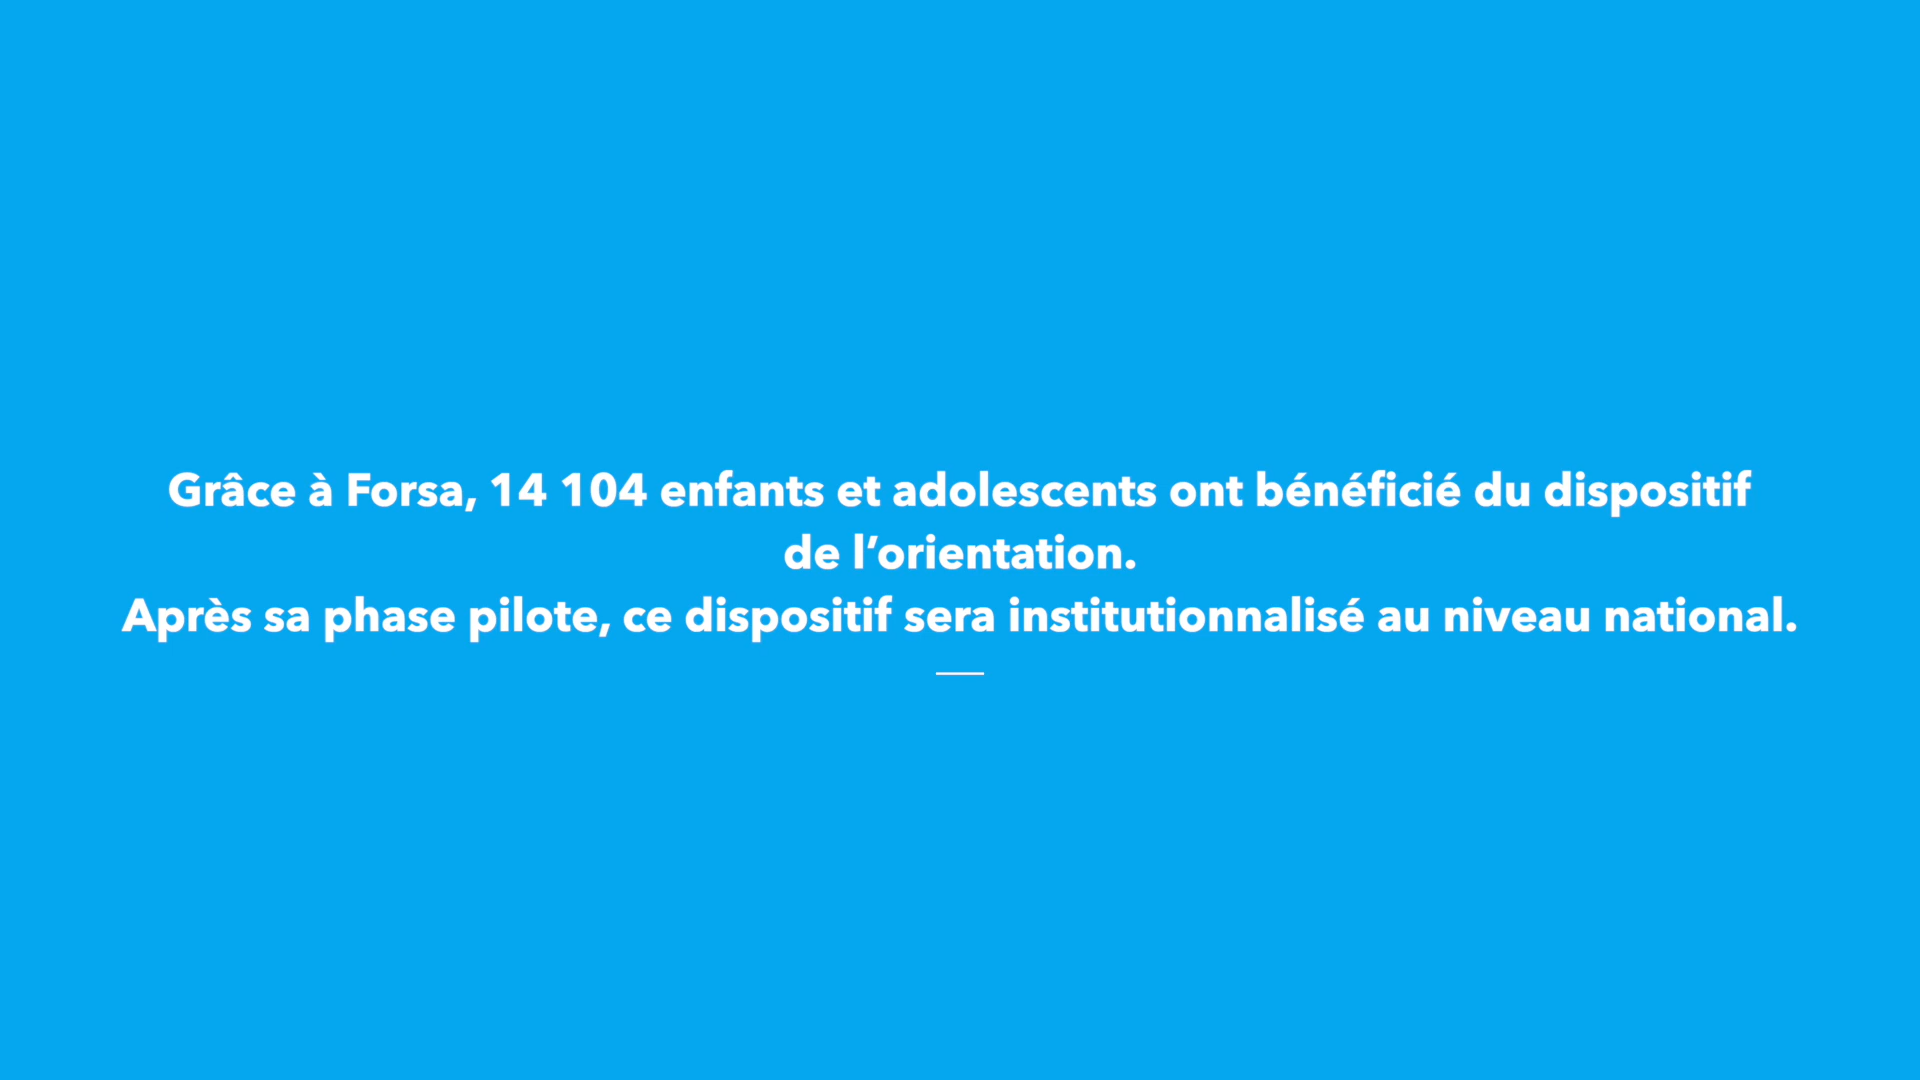 Grâce à Forsa, 14 104 enfants et adolescents ont bénéficié du dispositif
de l’orientation.
Après sa phase pilote, ce dispositif sera institutionnalisé au niveau national.